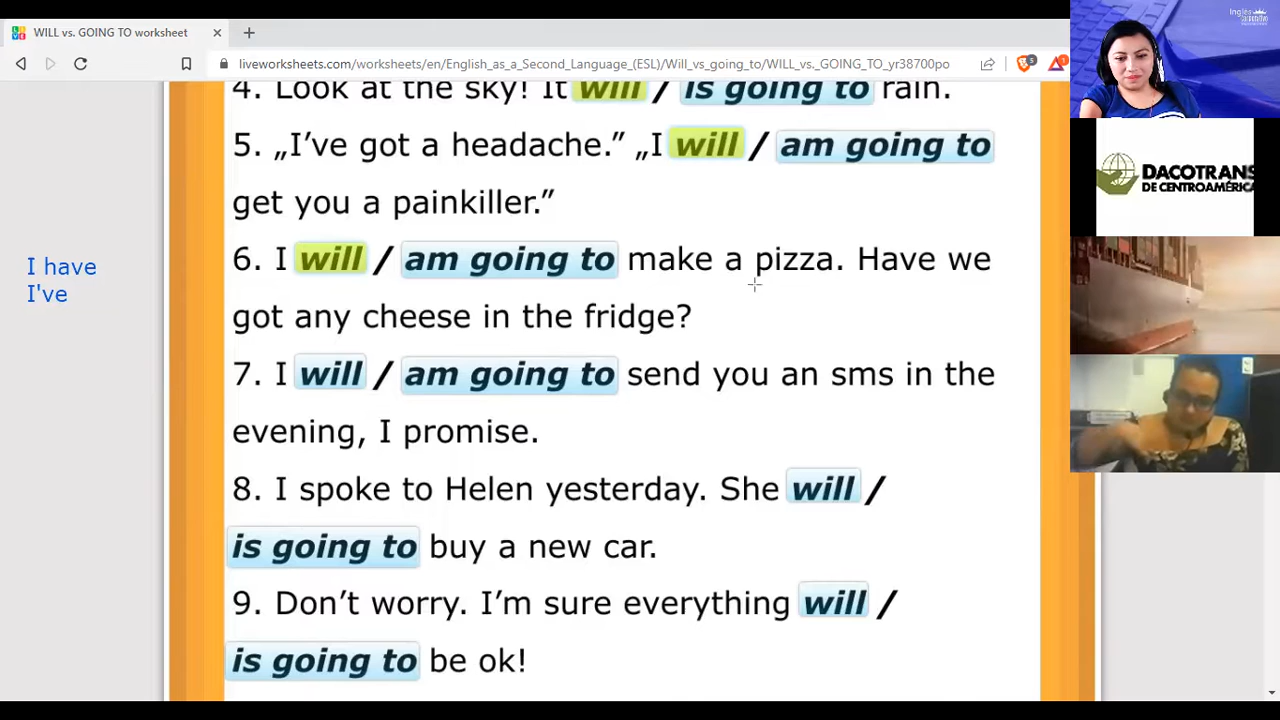 WILL vs. GOING TO worksheet
liveworksheets.com/worksheets/en/English_as_a_Second_Language_(ESL)/Will_vs_going_to/WILL_vs._GOING_TO_yr38700po
Inglés
4. Look at the sky! It will / is going to rain.
5. „I’ve got a headache.” „I will / am going to
get you a painkiller.”
6. I will / am going to make a pizza. Have we
got any cheese in the fridge?
7. I will / am going to send you an sms in the
evening, I promise.
8. I spoke to Helen yesterday. She will /
is going to buy a new car.
9. Don’t worry. I’m sure everything will /
is going to be ok!
I have
I've
DACOTRANS
DE CENTROAMÉRICA